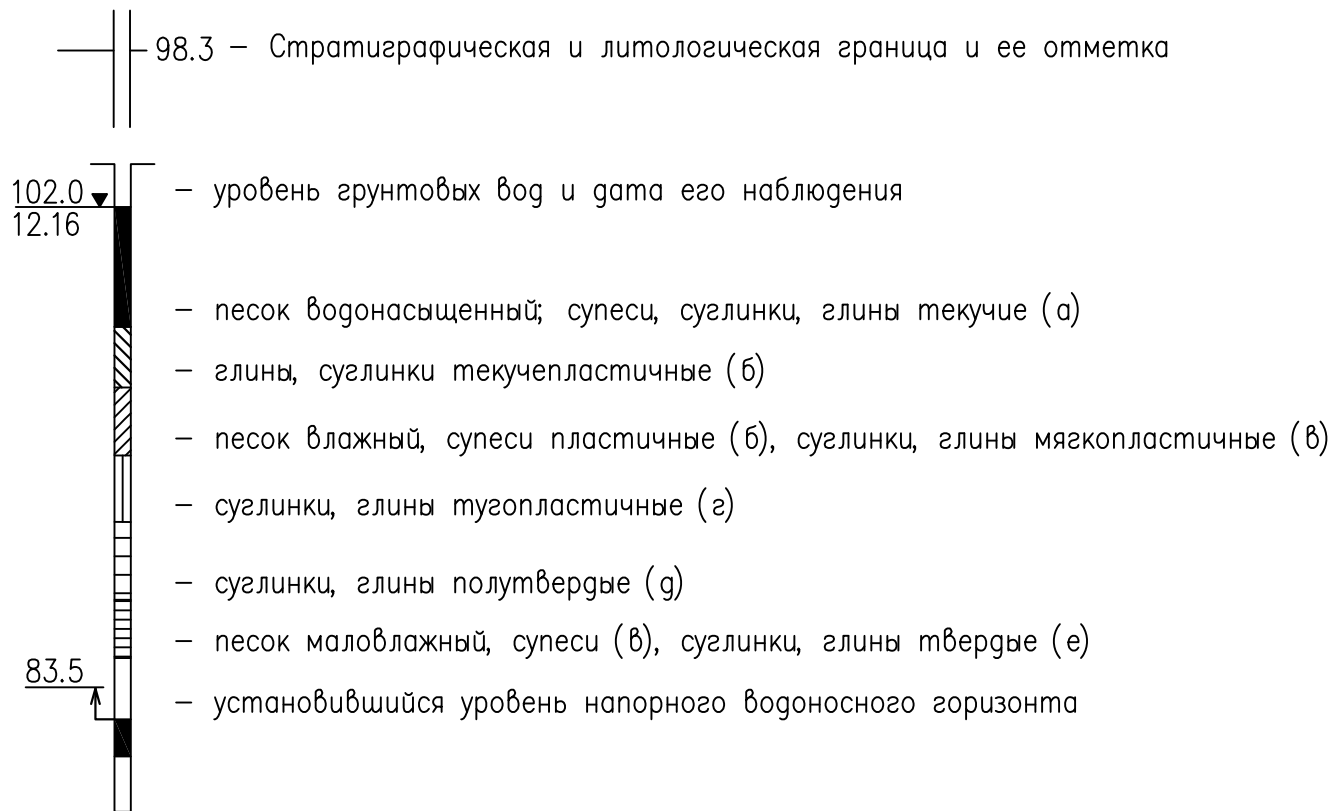 98.3 – Стратиграфическая и литологическая граница и ее отметка
102.0 – уровень грунтовых вод и дата его наблюдения
12.16
– песок водонасыщенный; супеси, суглинки, глины текучие (а)
– глины, суглинки текучепластичные (б)
– песок влажный, супеси пластичные (б), суглинки, глины мягкопластичные (в)
– суглинки, глины тугопластичные (г)
– суглинки, глины полутвердые (д)
– песок маловлажный, супеси (в), суглинки, глины твердые (е)
83.5
– установившийся уровень напорного водоносного горизонта